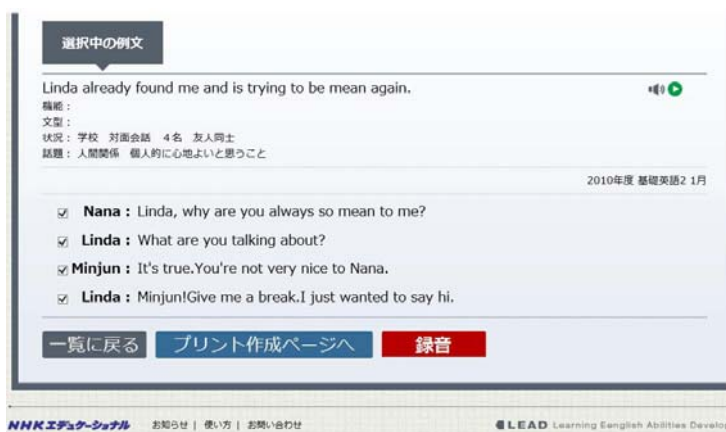 選択中の例文
Linda already found me and is trying to be mean again.
機能：
文型：
状況： 学校 対面会話 4名 友人同士
話題： 人間関係 個人的に心地よいと思うこと
2010年度 基礎英語2 1月
Nana : Linda, why are you always so mean to me?
Linda : What are you talking about?
Minjun : It's true.You're not very nice to Nana.
Linda : Minjun!Give me a break.I just wanted to say hi.
一覧に戻る プリント作成ページへ 録音
NHKエデュケーショナル お知らせ | 使い方 | お問い合わせ LEAD Learning Eenglish Abilities Develo